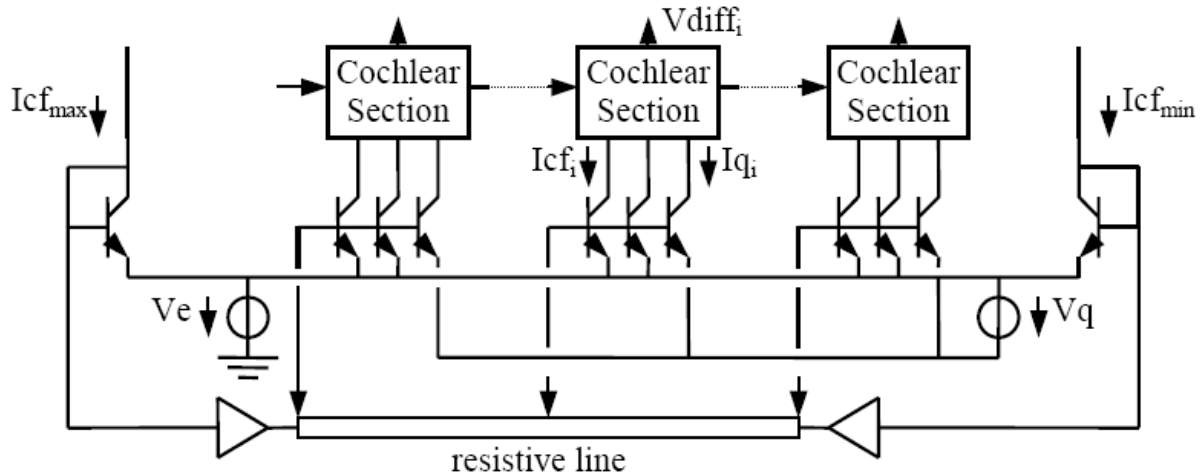 Vdiffi
Cochlear
Section
Cochlear
Section
Cochlear
Section
Icfmax
Icfmin
Icfi
Iqi
Ve
Vq
resistive line